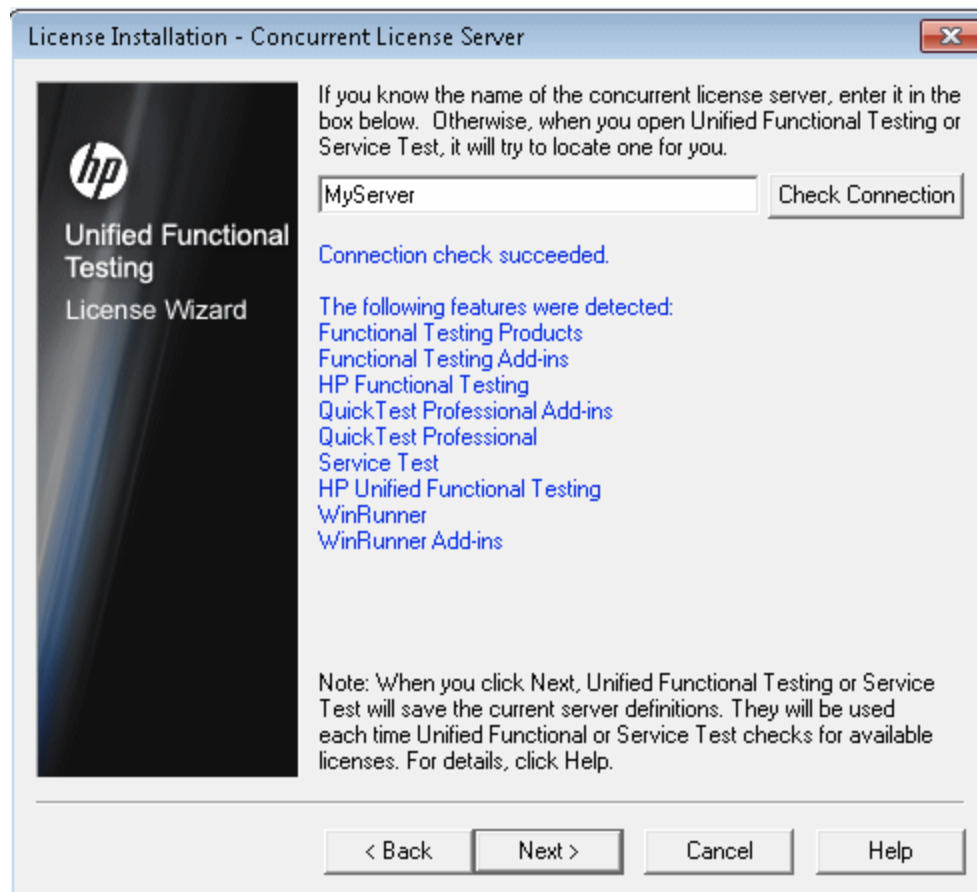 License Installation - Concurrent License Server
hp
Unified Functional
Testing
License Wizard
If you know the name of the concurrent license server, enter it in the
box below. Otherwise, when you open Unified Functional Testing or
Service Test, it will try to locate one for you.
MyServer
Check Connection
Connection check succeeded.
The following features were detected:
Functional Testing Products
Functional Testing Add-ins
HP Functional Testing
QuickTest Professional Add-ins
QuickTest Professional
Service Test
HP Unified Functional Testing
WinRunner
WinRunner Add-ins
Note: When you click Next, Unified Functional Testing or Service
Test will save the current server definitions. They will be used
each time Unified Functional or Service Test checks for available
licenses. For details, click Help.
< Back
Next >
Cancel
Help